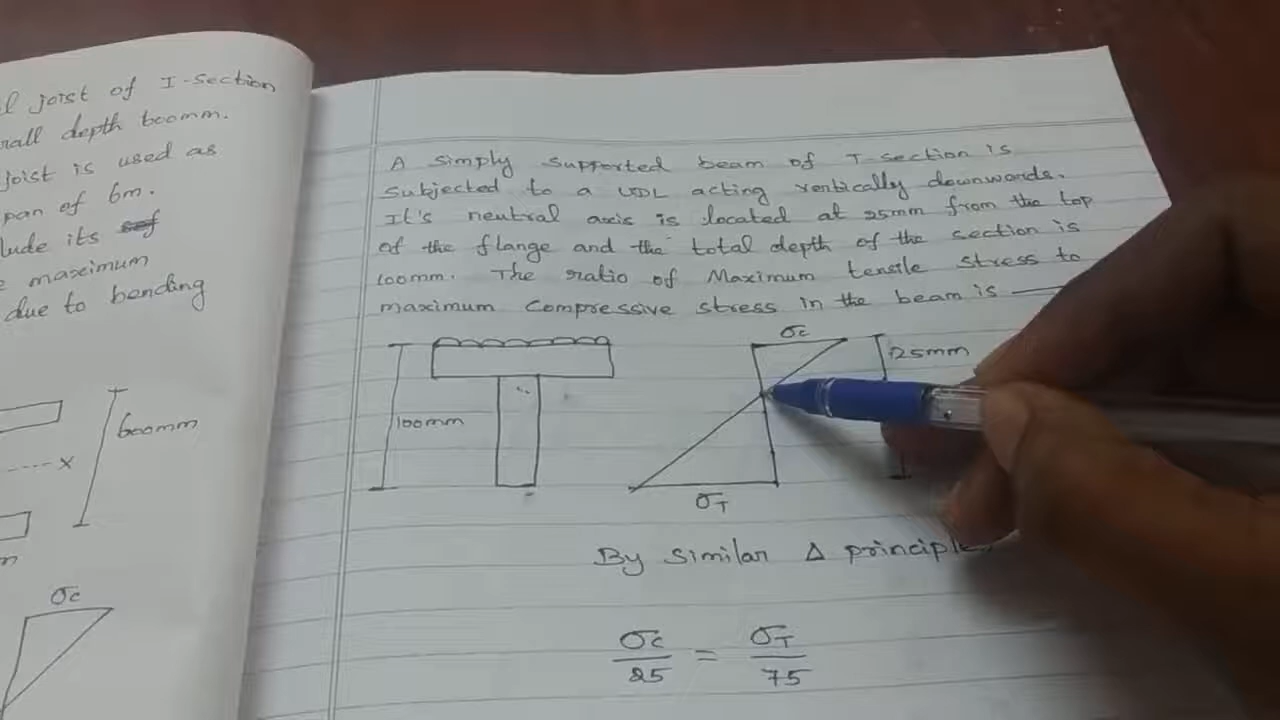 l joist of I-section
rall depth 600mm.
joist is used as
pan of 6m.
lude its
e maximum
due to bending
600mm
x
σc
A simply supported beam of T-section is
subjected to a UDL acting vertically downwards.
It's neutral axis is located at 25mm from the top
of the flange and the total depth of the section is
100mm. The ratio of Maximum tensile stress to
maximum compressive stress in the beam is ___
100mm
σc
25mm
σT
By similar Δ principle,
σc/25 = σT/75